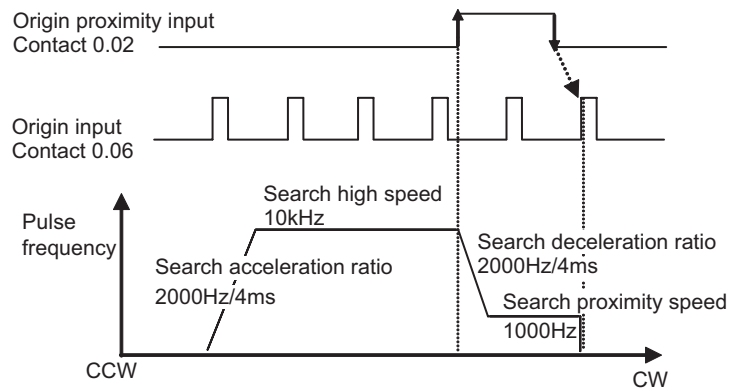 Origin proximity input
Contact 0.02
Origin input
Contact 0.06
Pulse
frequency
Search high speed
10kHz
Search acceleration ratio
2000Hz/4ms
Search deceleration ratio
2000Hz/4ms
Search proximity speed
1000Hz
CCW
CW